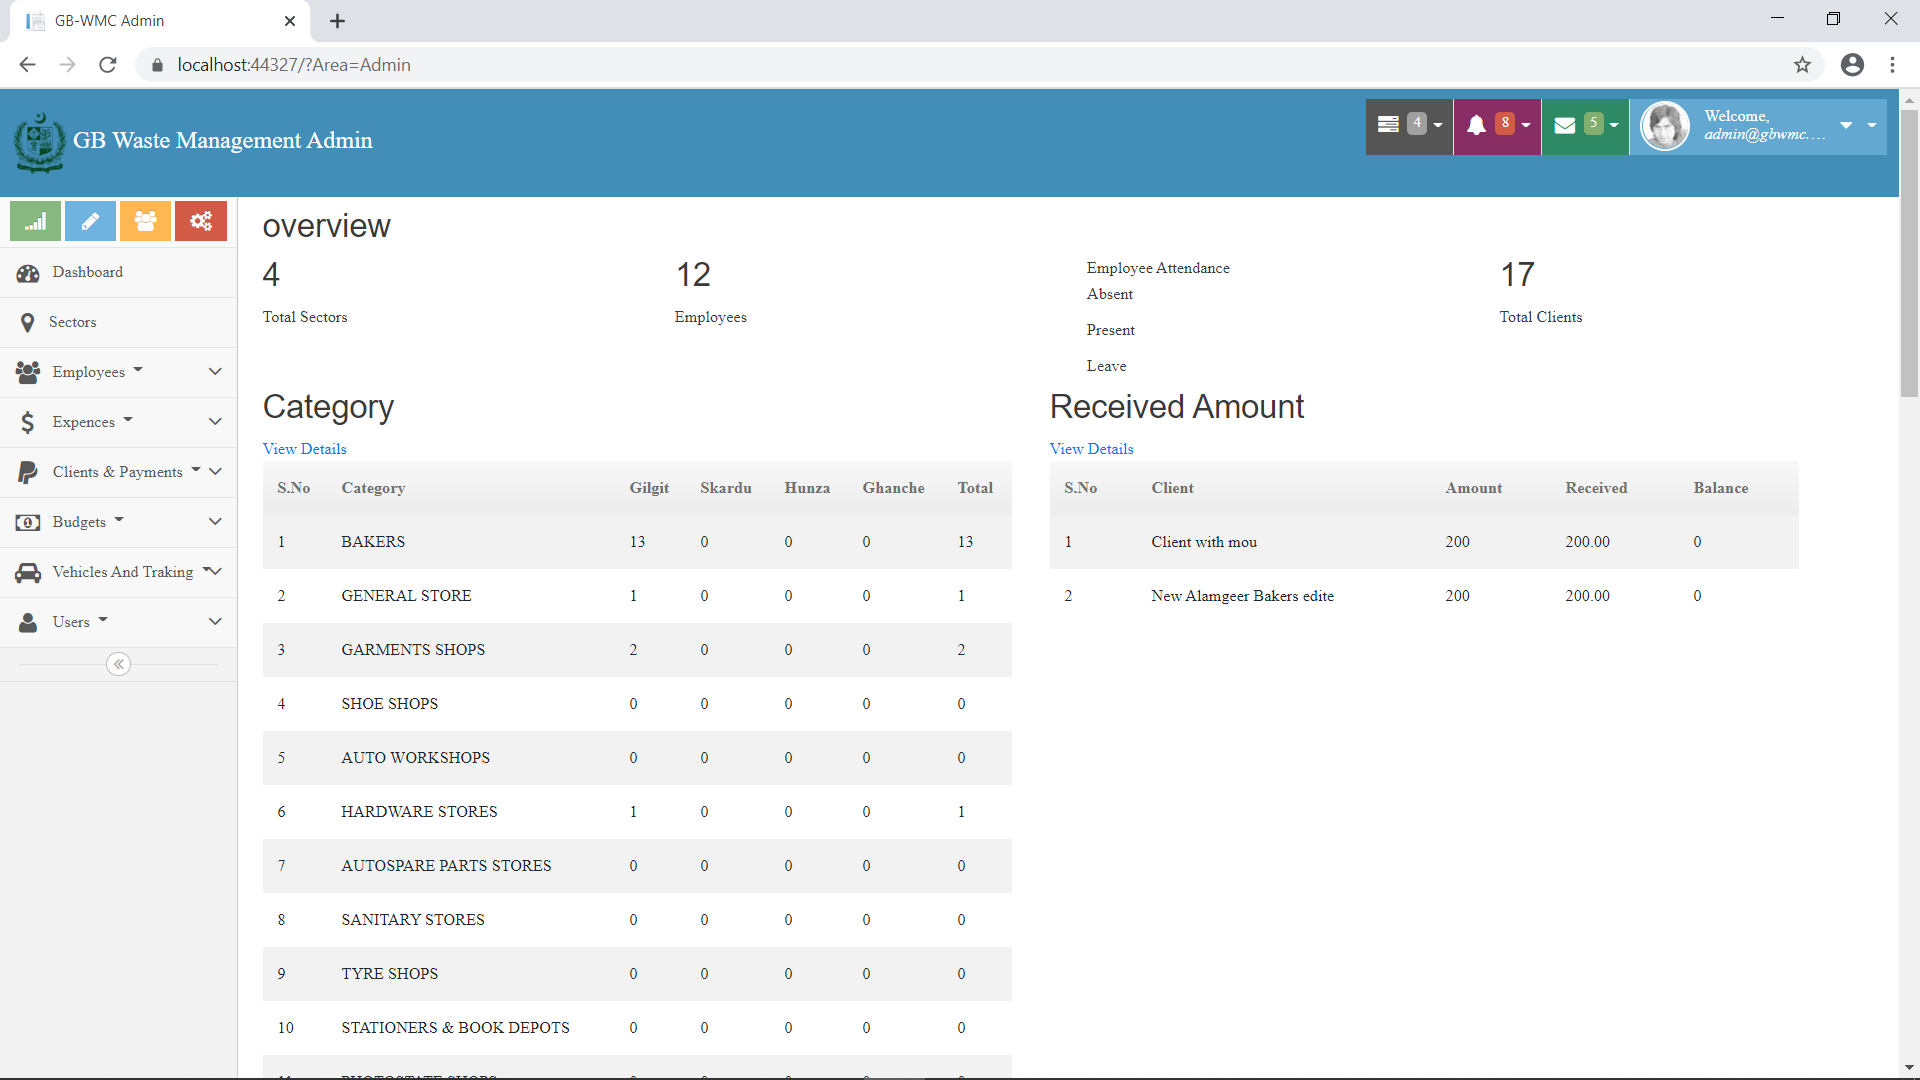 GB-WMC Admin
localhost:44327/?Area=Admin
GB Waste Management Admin
4
8
5
Welcome,
admin@gbwmc....
Dashboard
Sectors
Employees
Expences
Clients & Payments
Budgets
Vehicles And Traking
Users
overview
4
Total Sectors
12
Employees
Employee Attendance
Absent
Present
Leave
17
Total Clients
Category
View Details
S.No Category Gilgit Skardu Hunza Ghanche Total
1 BAKERS 13 0 0 0 13
2 GENERAL STORE 1 0 0 0 1
3 GARMENTS SHOPS 2 0 0 0 2
4 SHOE SHOPS 0 0 0 0 0
5 AUTO WORKSHOPS 0 0 0 0 0
6 HARDWARE STORES 1 0 0 0 1
7 AUTOSPARE PARTS STORES 0 0 0 0 0
8 SANITARY STORES 0 0 0 0 0
9 TYRE SHOPS 0 0 0 0 0
10 STATIONERS & BOOK DEPOTS 0 0 0 0 0
Received Amount
View Details
S.No Client Amount Received Balance
1 Client with mou 200 200.00 0
2 New Alamgeer Bakers edite 200 200.00 0